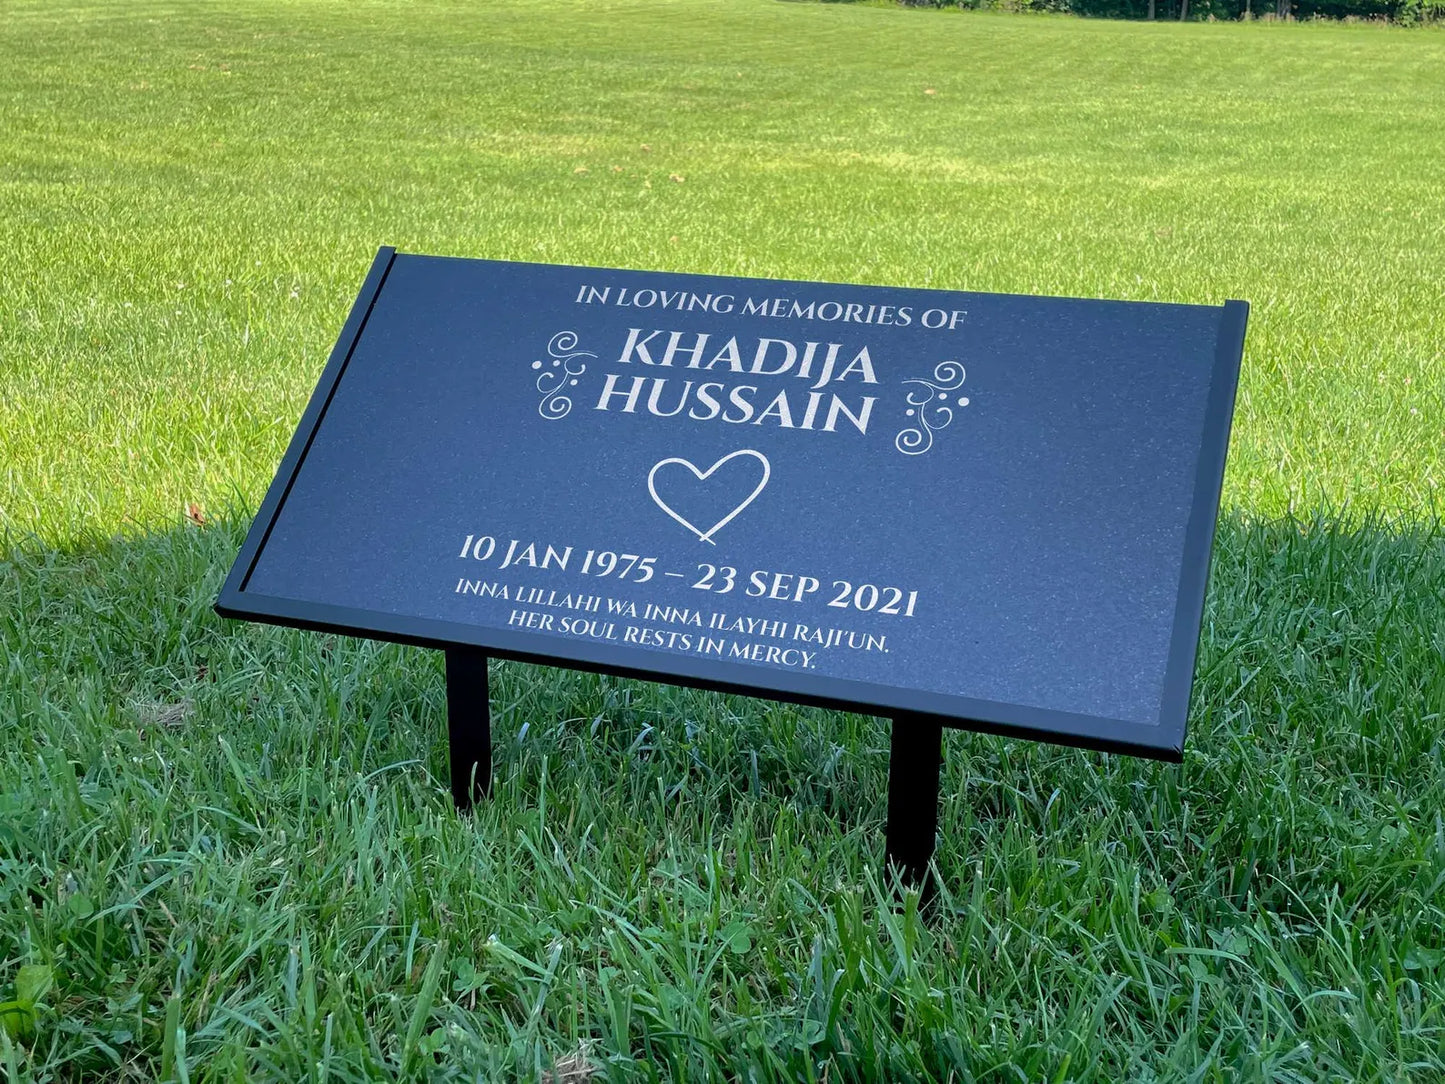 IN LOVING MEMORIES OF
KHADIJA
HUSSAIN
10 JAN 1975 – 23 SEP 2021
INNA LILLAHI WA INNA ILAYHI RAJI'UN.
HER SOUL RESTS IN MERCY.